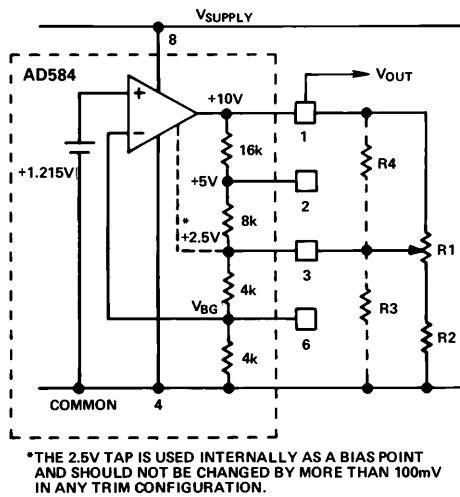 VSUPPLY
8
AD584
VOUT
+10V
+
1
16k
R4
−
+5V
+1.215V
2
8k
*
+2.5V
3
R1
4k
R3
VBG
6
R2
4k
COMMON
4
*THE 2.5V TAP IS USED INTERNALLY AS A BIAS POINT
AND SHOULD NOT BE CHANGED BY MORE THAN 100mV
IN ANY TRIM CONFIGURATION.